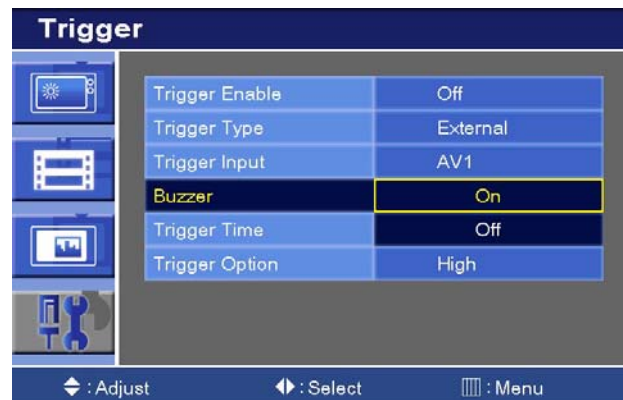 Trigger
Trigger Enable Off
Trigger Type External
Trigger Input AV1
Buzzer On
Trigger Time Off
Trigger Option High
: Adjust : Select : Menu